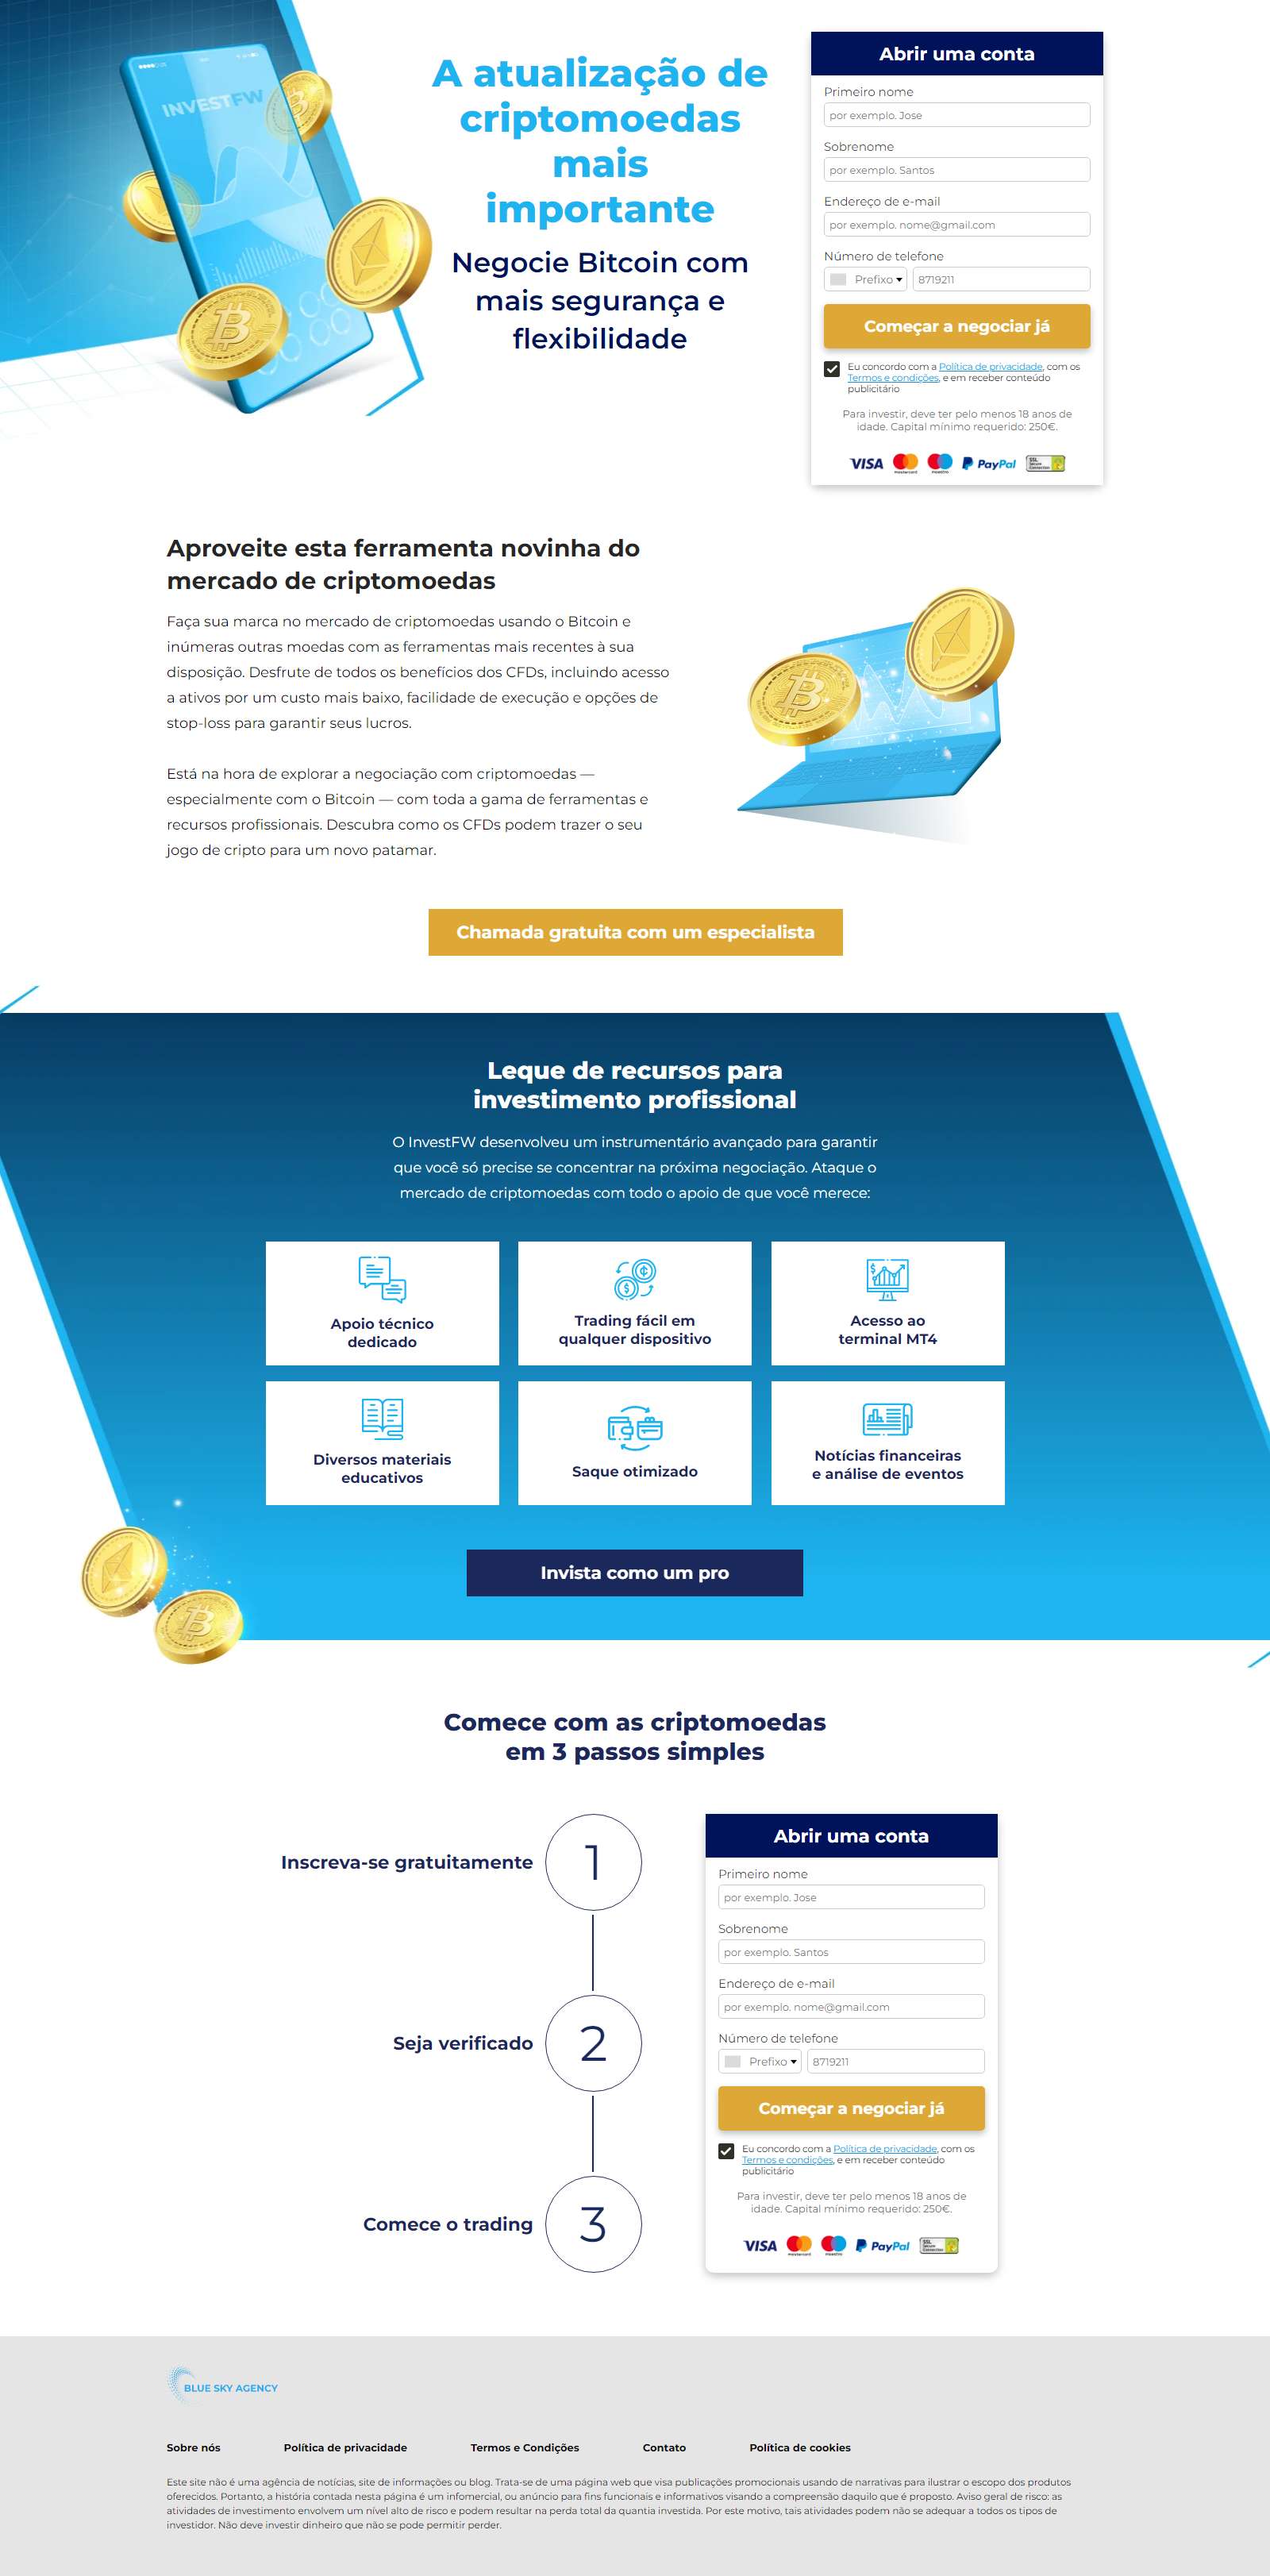 INVESTFW
A atualização de
criptomoedas
mais
importante
Negocie Bitcoin com
mais segurança e
flexibilidade
Abrir uma conta
Primeiro nome
por exemplo. Jose
Sobrenome
por exemplo. Santos
Endereço de e-mail
por exemplo. nome@gmail.com
Número de telefone
Prefixo 8719211
Começar a negociar já
Eu concordo com a Política de privacidade, com os
Termos e condições, e em receber conteúdo
publicitário
Para investir, deve ter pelo menos 18 anos de
idade. Capital mínimo requerido: 250€.
VISA mastercard maestro PayPal SSL Secure Connection
Aproveite esta ferramenta novinha do
mercado de criptomoedas
Faça sua marca no mercado de criptomoedas usando o Bitcoin e
inúmeras outras moedas com as ferramentas mais recentes à sua
disposição. Desfrute de todos os benefícios dos CFDs, incluindo acesso
a ativos por um custo mais baixo, facilidade de execução e opções de
stop-loss para garantir seus lucros.
Está na hora de explorar a negociação com criptomoedas —
especialmente com o Bitcoin — com toda a gama de ferramentas e
recursos profissionais. Descubra como os CFDs podem trazer o seu
jogo de cripto para um novo patamar.
Chamada gratuita com um especialista
Leque de recursos para
investimento profissional
O InvestFW desenvolveu um instrumentário avançado para garantir
que você só precise se concentrar na próxima negociação. Ataque o
mercado de criptomoedas com todo o apoio de que você merece:
Apoio técnico
dedicado
Trading fácil em
qualquer dispositivo
Acesso ao
terminal MT4
Diversos materiais
educativos
Saque otimizado
Notícias financeiras
e análise de eventos
Invista como um pro
Comece com as criptomoedas
em 3 passos simples
Inscreva-se gratuitamente 1
Seja verificado 2
Comece o trading 3
Abrir uma conta
Primeiro nome
por exemplo. Jose
Sobrenome
por exemplo. Santos
Endereço de e-mail
por exemplo. nome@gmail.com
Número de telefone
Prefixo 8719211
Começar a negociar já
Eu concordo com a Política de privacidade, com os
Termos e condições, e em receber conteúdo
publicitário
Para investir, deve ter pelo menos 18 anos de
idade. Capital mínimo requerido: 250€.
VISA mastercard maestro PayPal SSL Secure Connection
BLUE SKY AGENCY
Sobre nós Política de privacidade Termos e Condições Contato Política de cookies
Este site não é uma agência de notícias, site de informações ou blog. Trata-se de uma página web que visa publicações promocionais usando de narrativas para ilustrar o escopo dos produtos
oferecidos. Portanto, a história contada nesta página é um infomercial, ou anúncio para fins funcionais e informativos visando a compreensão daquilo que é proposto. Aviso geral de risco: as
atividades de investimento envolvem um nível alto de risco e podem resultar na perda total da quantia investida. Por este motivo, tais atividades podem não se adequar a todos os tipos de
investidor. Não deve investir dinheiro que não se pode permitir perder.